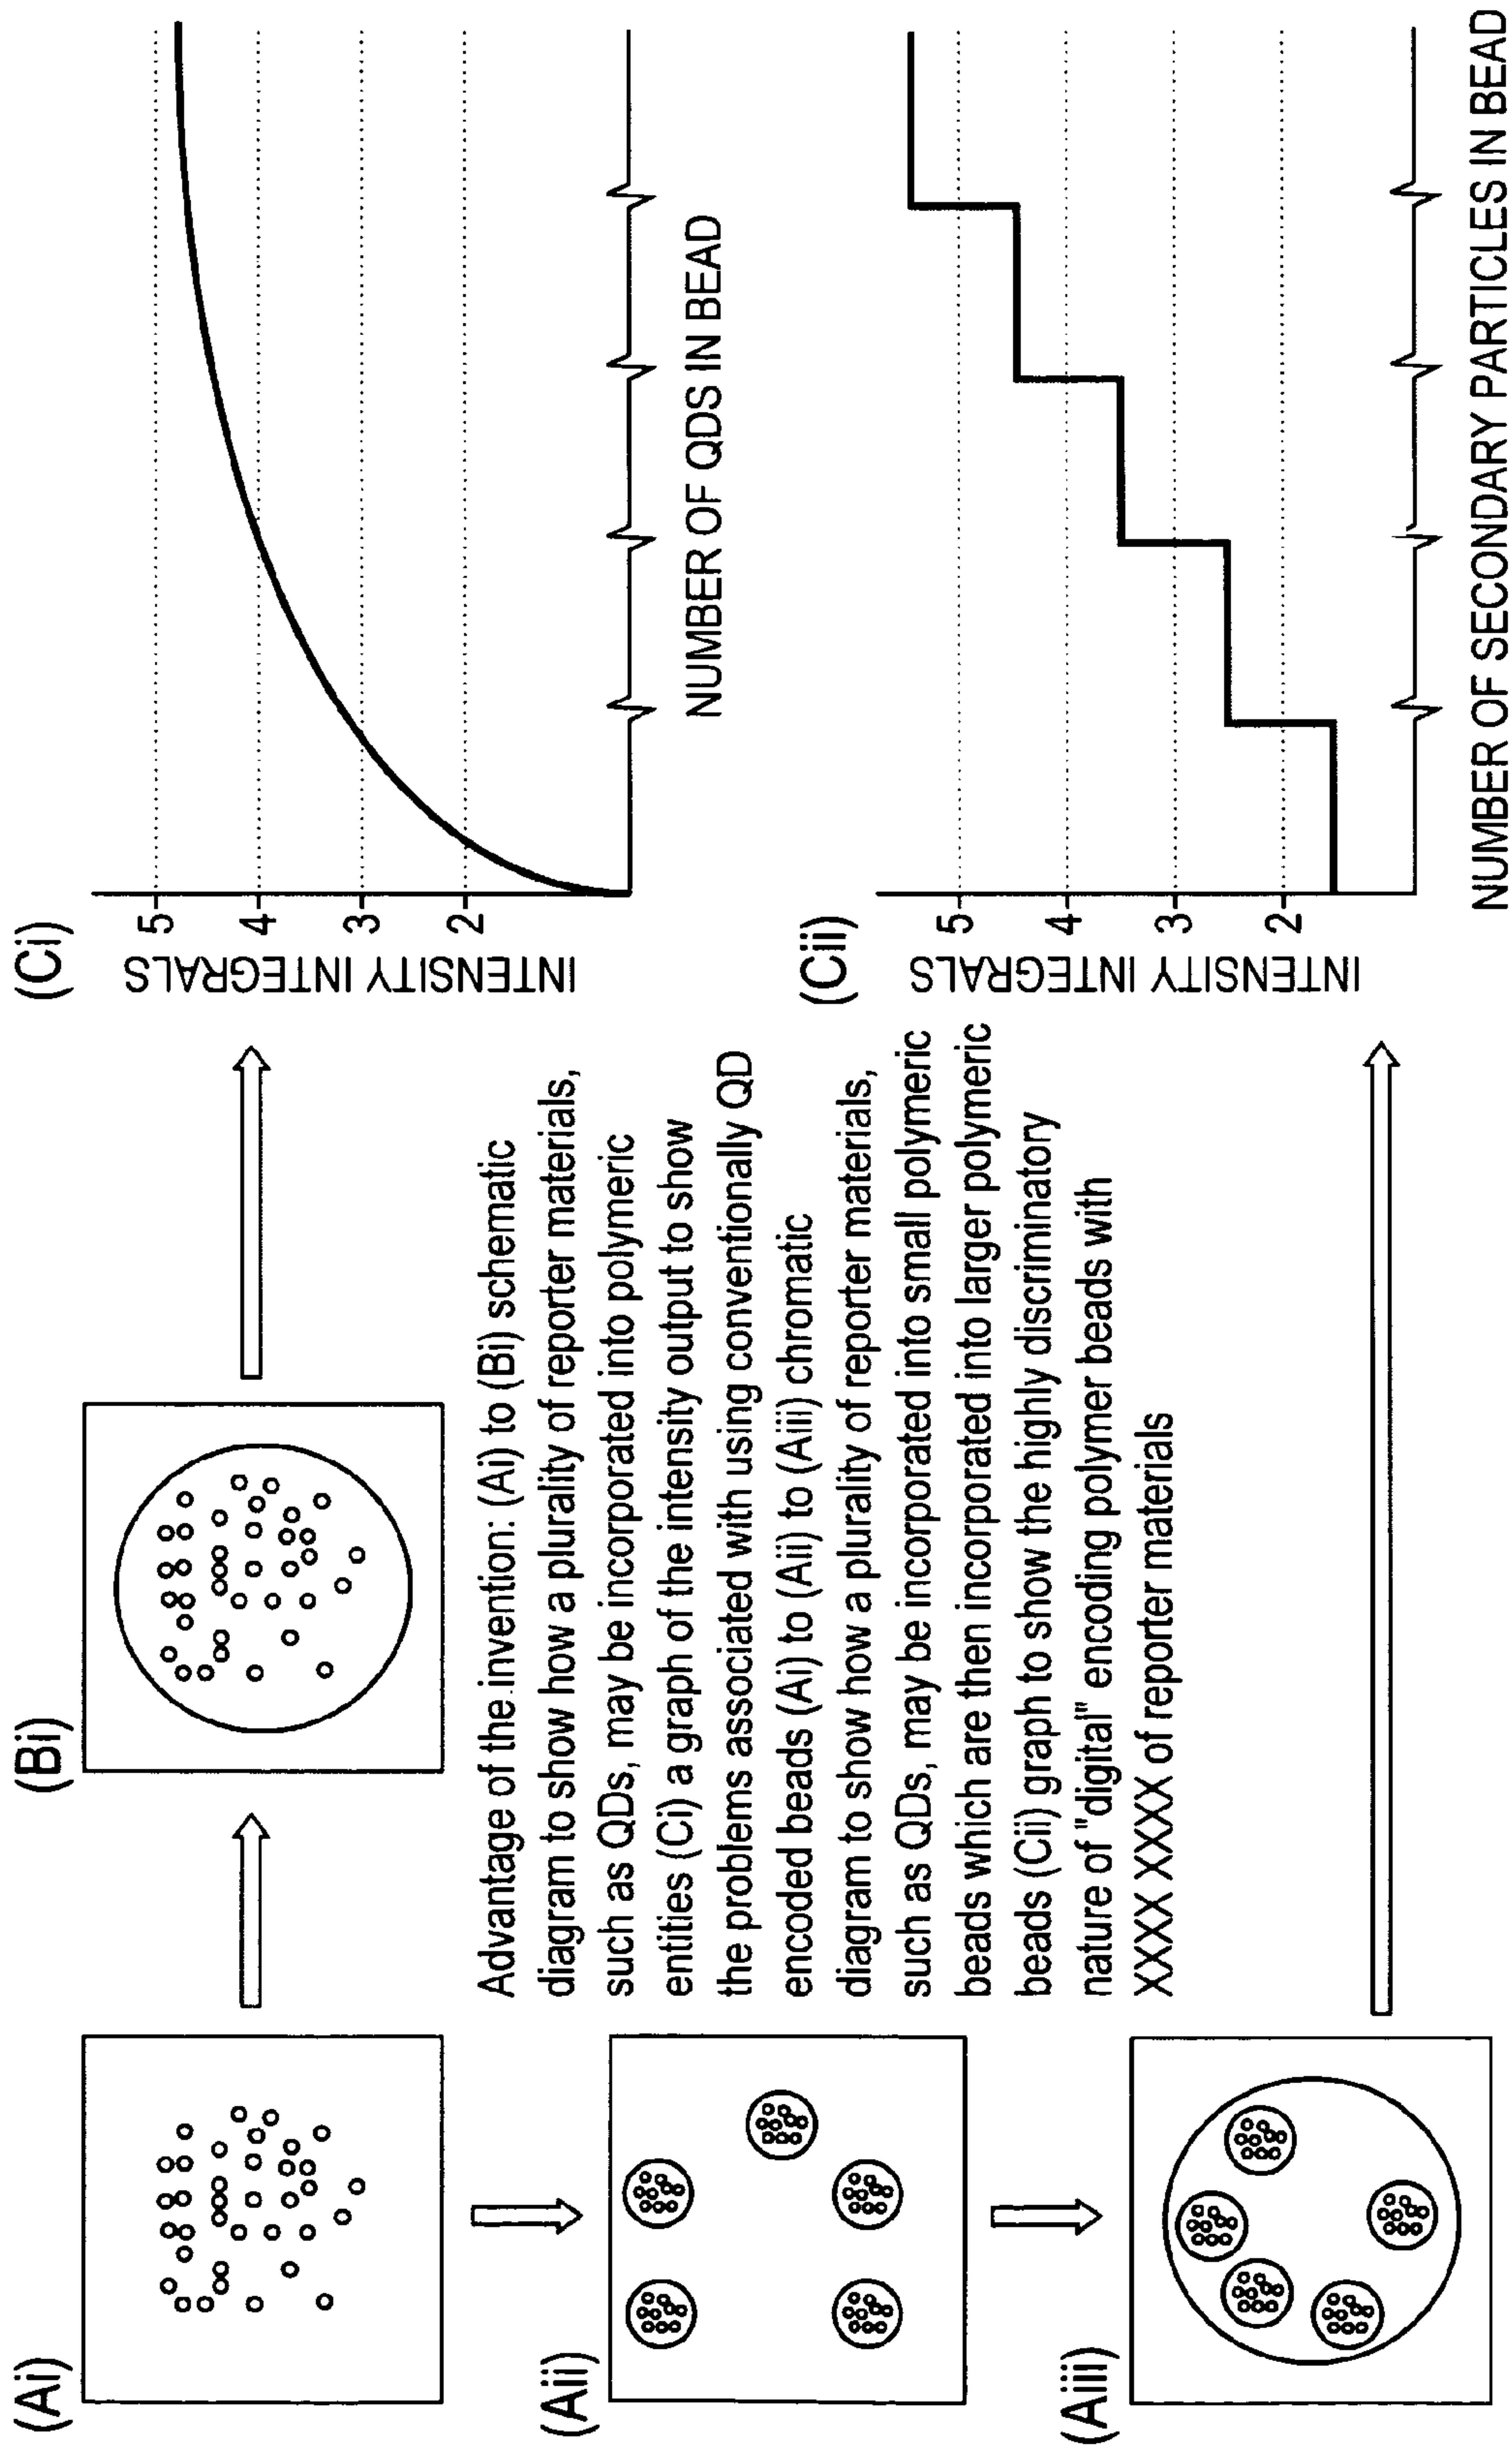 (Ai)
(Bi)
(Ci)
INTENSITY INTEGRALS
5
4
3
2
NUMBER OF QDS IN BEAD
Advantage of the invention: (Ai) to (Bi) schematic
diagram to show how a plurality of reporter materials,
such as QDs, may be incorporated into polymeric
entities (Ci) a graph of the intensity output to show
the problems associated with using conventionally QD
encoded beads (Ai) to (Aii) to (Aiii) chromatic
diagram to show how a plurality of reporter materials,
such as QDs, may be incorporated into small polymeric
beads which are then incorporated into larger polymeric
beads (Cii) graph to show the highly discriminatory
nature of "digital" encoding polymer beads with
XXXX XXXX of reporter materials
(Aii)
(Aiii)
(Cii)
INTENSITY INTEGRALS
5
4
3
2
NUMBER OF SECONDARY PARTICLES IN BEAD